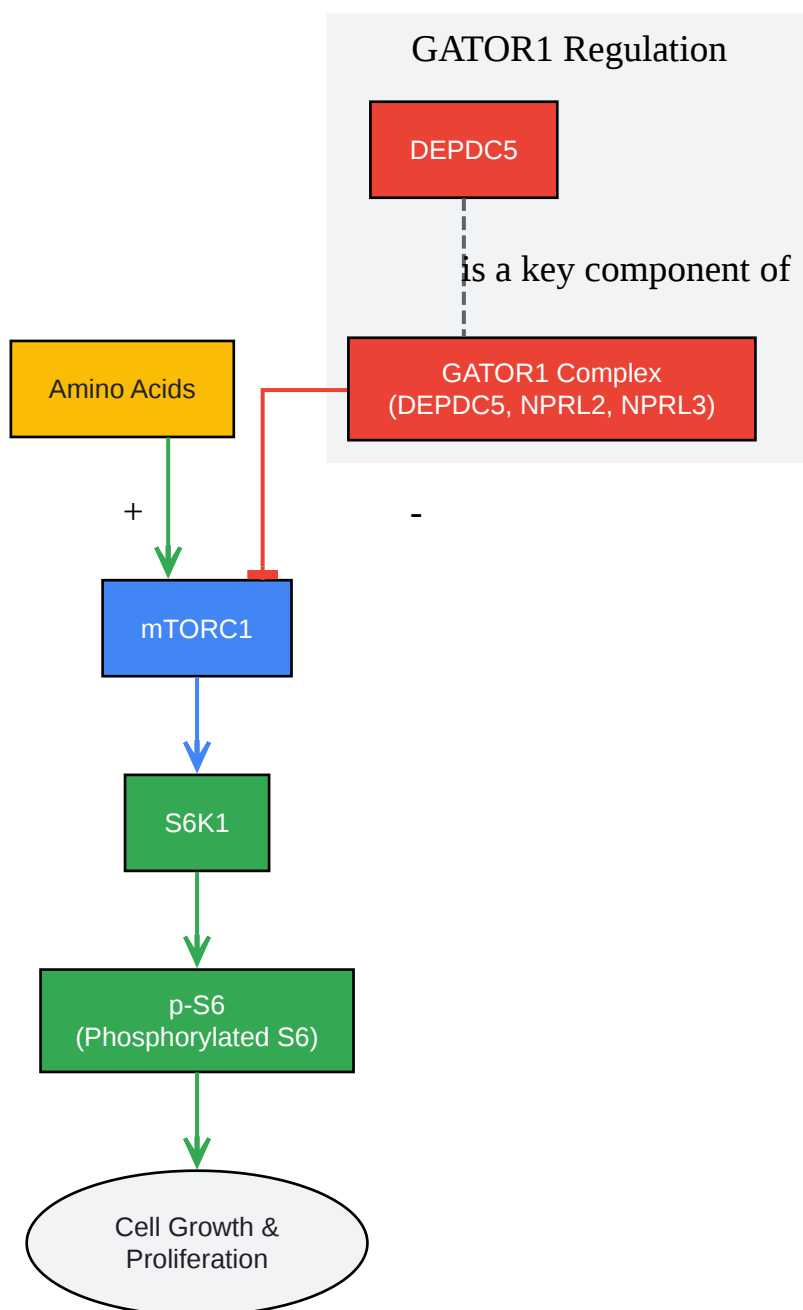 GATOR1 Regulation
DEPDC5
is a key component of
Amino Acids
GATOR1 Complex
(DEPDC5, NPRL2, NPRL3)
+
-
mTORC1
S6K1
p-S6
(Phosphorylated S6)
Cell Growth &
Proliferation